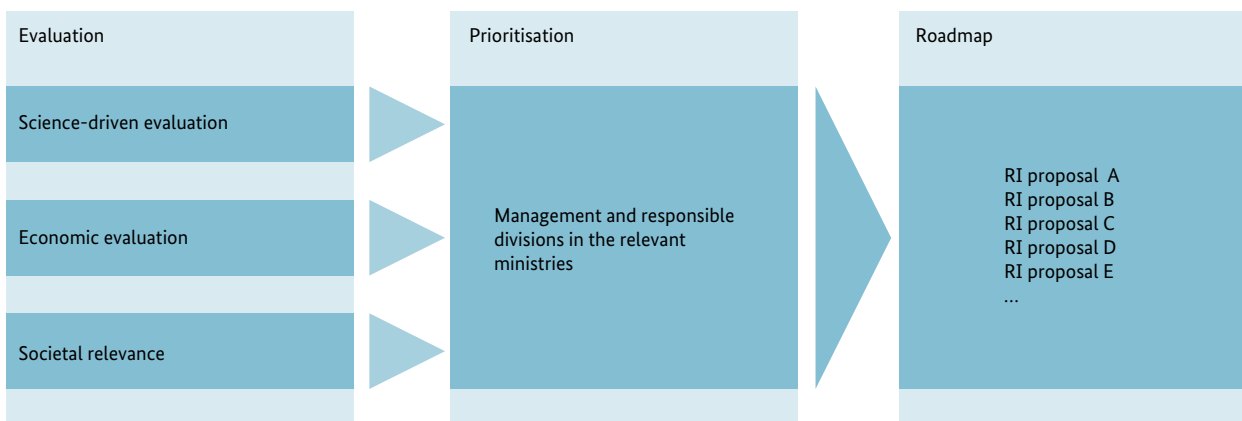 Evaluation
Science-driven evaluation
Economic evaluation
Societal relevance
Prioritisation
Management and responsible
divisions in the relevant
ministries
Roadmap
RI proposal  A
RI proposal B
RI proposal C
RI proposal D
RI proposal E
...